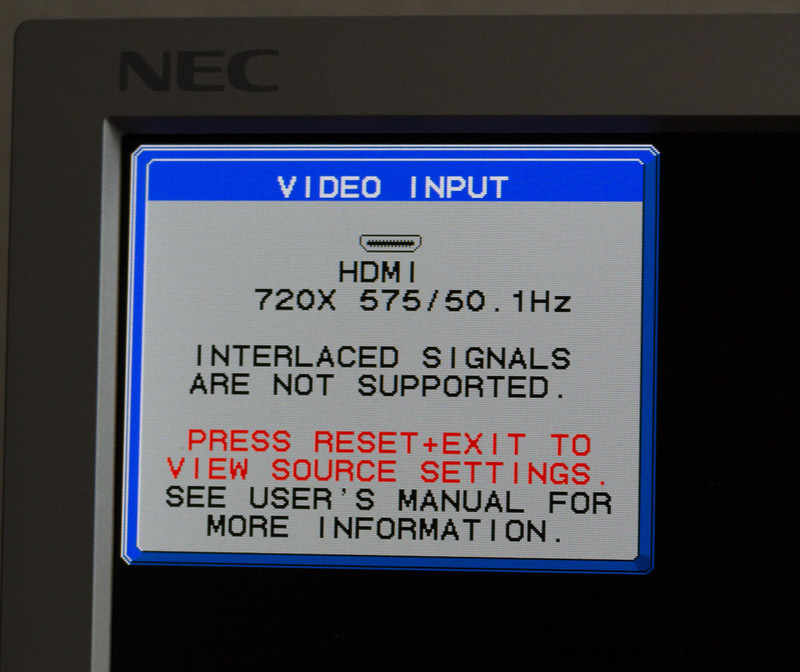 NEC
VIDEO INPUT
HDMI
720X 575/50.1Hz
INTERLACED SIGNALS
ARE NOT SUPPORTED.
PRESS RESET+EXIT TO
VIEW SOURCE SETTINGS.
SEE USER'S MANUAL FOR
MORE INFORMATION.